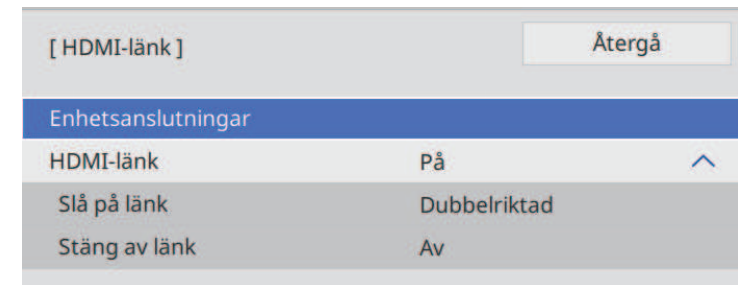 [ HDMI-länk ] Återgå
Enhetsanslutningar
HDMI-länk På
Slå på länk Dubbelriktad
Stäng av länk Av